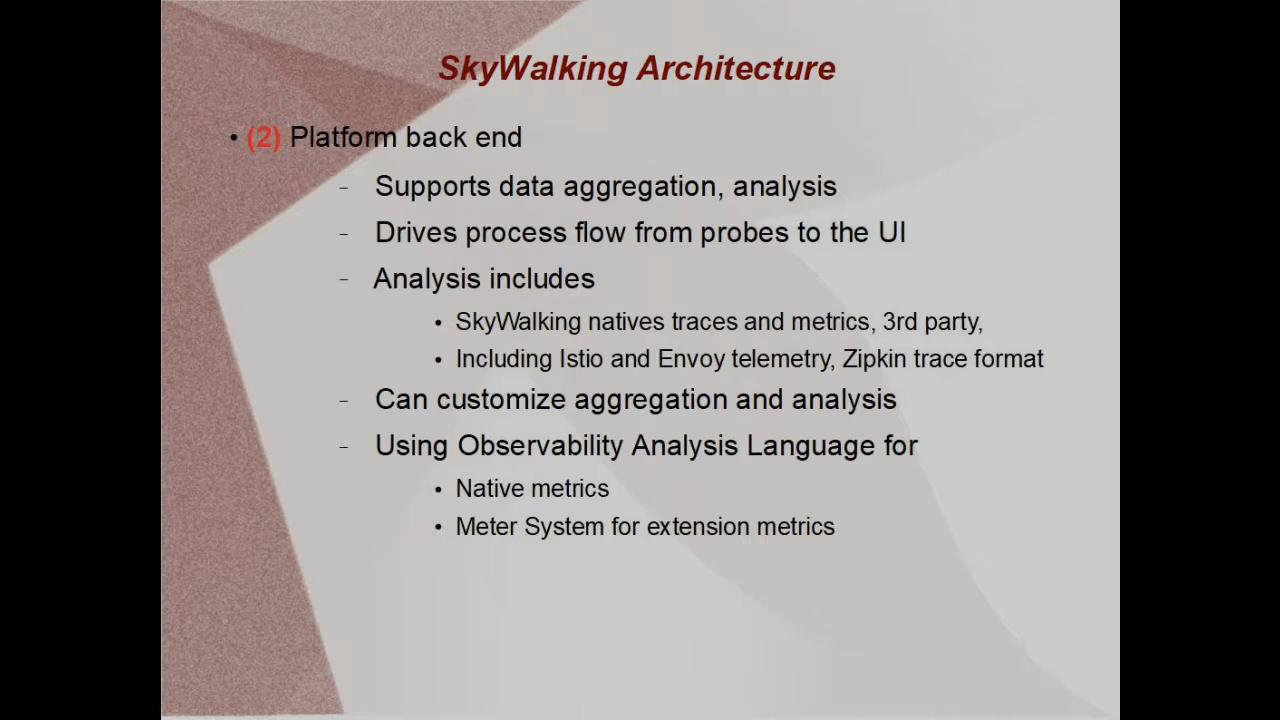 SkyWalking Architecture
• (2) Platform back end
– Supports data aggregation, analysis
– Drives process flow from probes to the UI
– Analysis includes
• SkyWalking natives traces and metrics, 3rd party,
• Including Istio and Envoy telemetry, Zipkin trace format
– Can customize aggregation and analysis
– Using Observability Analysis Language for
• Native metrics
• Meter System for extension metrics